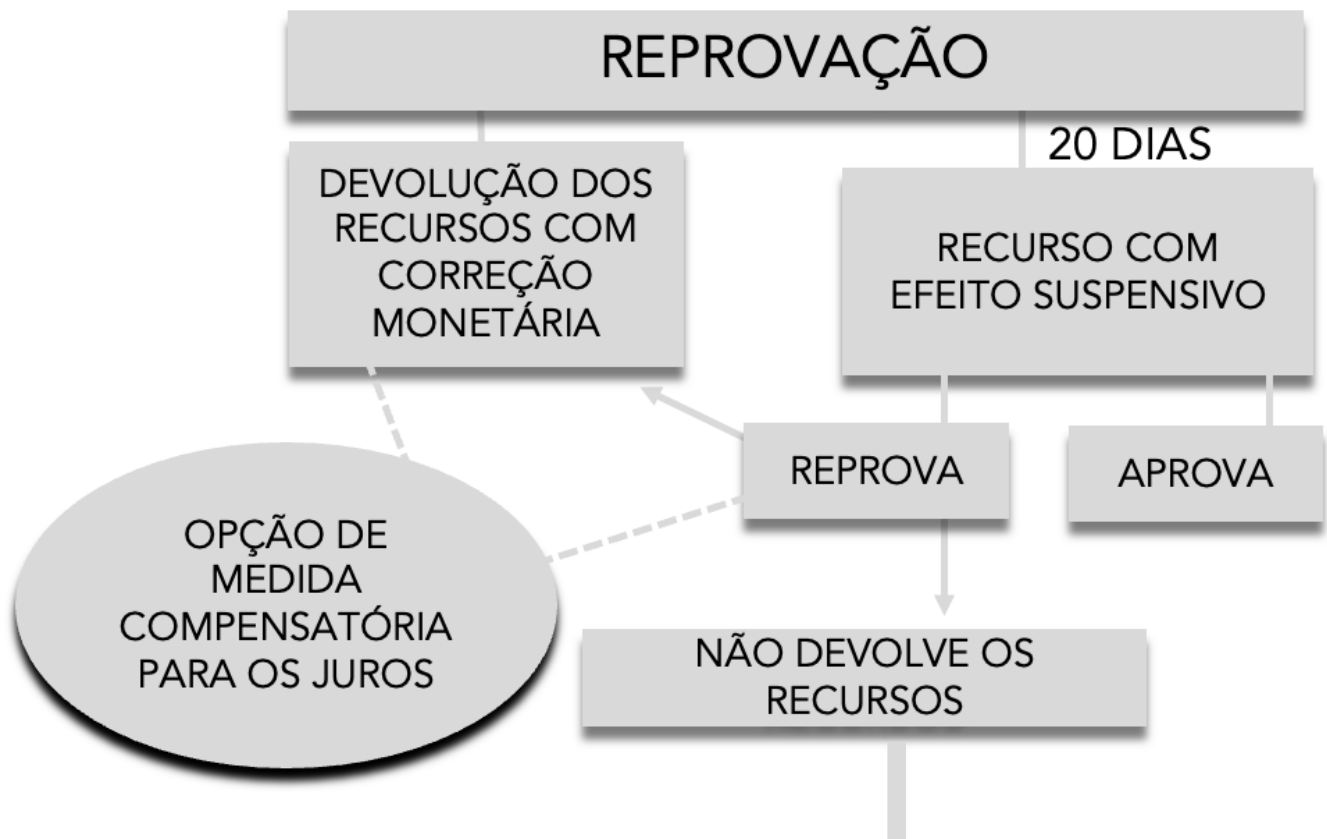 REPROVAÇÃO
20 DIAS
DEVOLUÇÃO DOS
RECURSOS COM
CORREÇÃO
MONETÁRIA
RECURSO COM
EFEITO SUSPENSIVO
REPROVA
APROVA
OPÇÃO DE
MEDIDA
COMPENSATÓRIA
PARA OS JUROS
NÃO DEVOLVE OS
RECURSOS